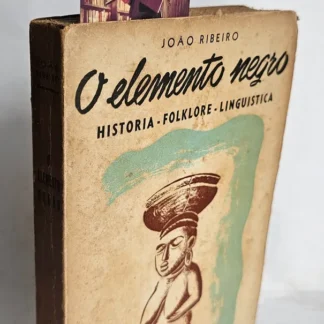 JOÃO RIBEIRO
O elemento negro
HISTORIA - FOLKLORE - LINGUISTICA